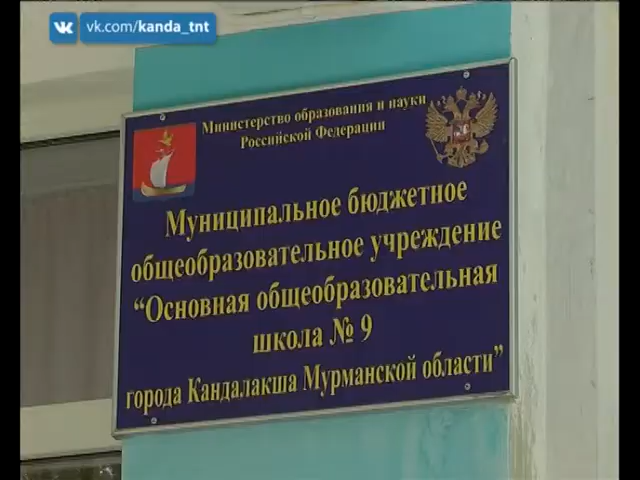 vk.com/kanda_tnt
Министерство образования и науки
Российской Федерации
Муниципальное бюджетное
общеобразовательное учреждение
“Основная общеобразовательная
школа № 9
города Кандалакша Мурманской области”